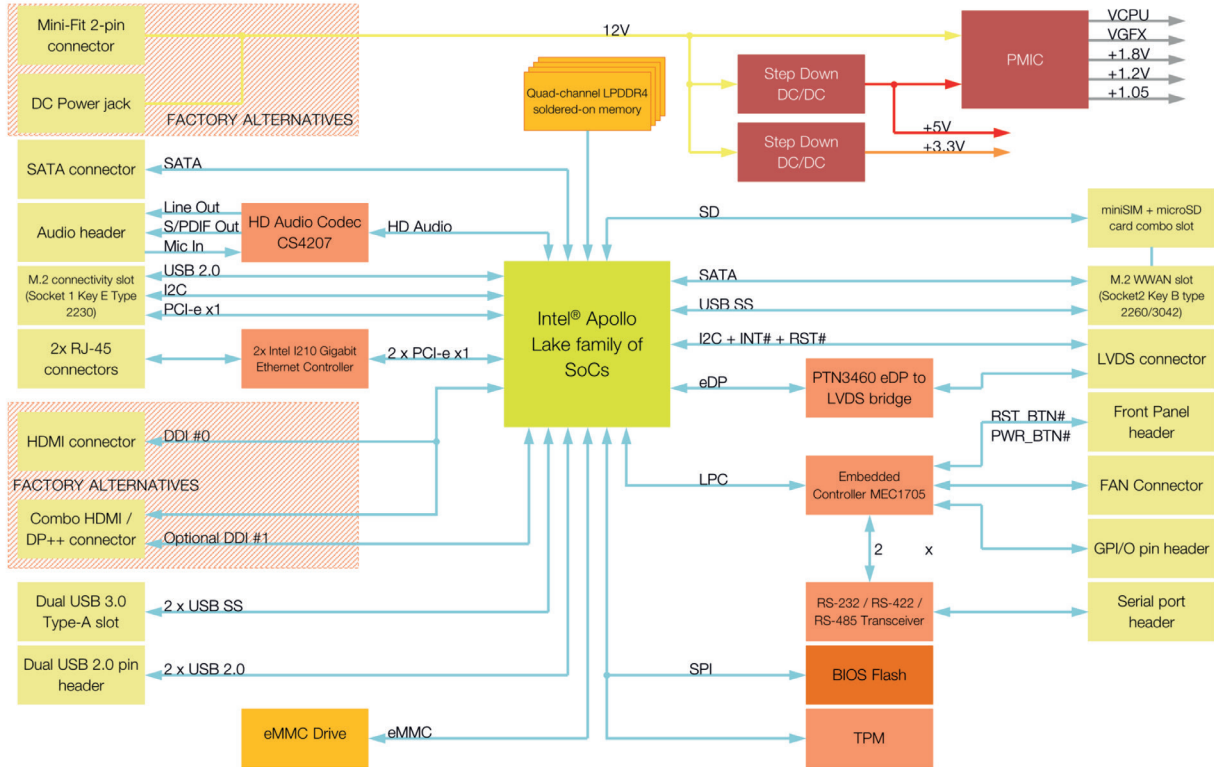 Mini-Fit 2-pin
connector
DC Power jack
FACTORY ALTERNATIVES
12V
Quad-channel LPDDR4
soldered-on memory
Step Down
DC/DC
Step Down
DC/DC
PMIC
VCPU
VGFX
+1.8V
+1.2V
+1.05
+5V
+3.3V
SATA connector
SATA
Audio header
Line Out
S/PDIF Out
Mic In
HD Audio Codec
CS4207
HD Audio
M.2 connectivity slot
(Socket 1 Key E Type
2230)
USB 2.0
I2C
PCI-e x1
2x RJ-45
connectors
2x Intel I210 Gigabit
Ethernet Controller
2 x PCI-e x1
Intel® Apollo
Lake family of
SoCs
SD
miniSIM + microSD
card combo slot
SATA
USB SS
M.2 WWAN slot
(Socket2 Key B type
2260/3042)
I2C + INT# + RST#
LVDS connector
eDP
PTN3460 eDP to
LVDS bridge
HDMI connector
DDI #0
FACTORY ALTERNATIVES
Combo HDMI /
DP++ connector
Optional DDI #1
RST_BTN#
PWR_BTN#
Front Panel
header
LPC
Embedded
Controller MEC1705
FAN Connector
GPI/O pin header
2 x
RS-232 / RS-422 /
RS-485 Transceiver
Serial port
header
Dual USB 3.0
Type-A slot
2 x USB SS
Dual USB 2.0 pin
header
2 x USB 2.0
SPI
BIOS Flash
eMMC Drive
eMMC
TPM